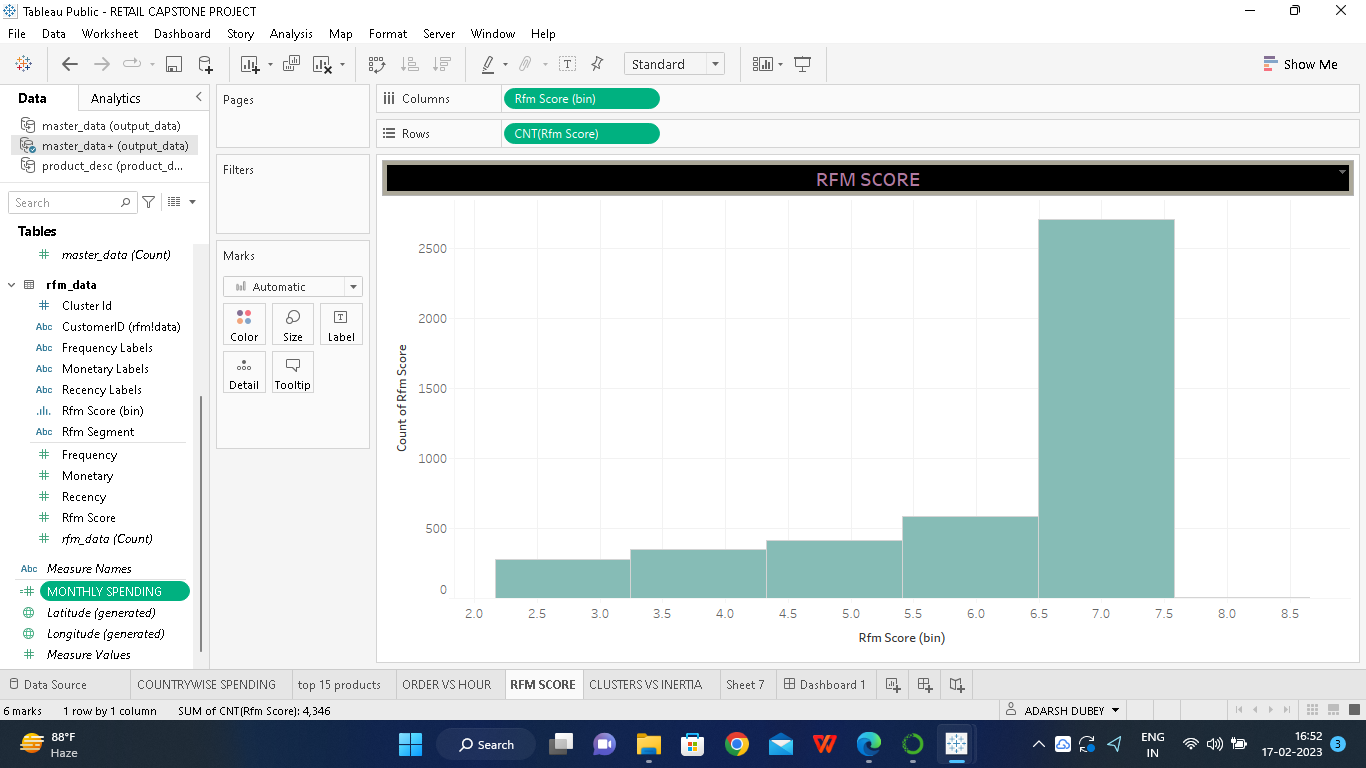 Tableau Public - RETAIL CAPSTONE PROJECT
File Data Worksheet Dashboard Story Analysis Map Format Server Window Help
Standard
Show Me
Data Analytics
master_data (output_data)
master_data+ (output_data)
product_desc (product_d...
Search
Tables
master_data (Count)
rfm_data
Cluster Id
Abc CustomerID (rfm!data)
Abc Frequency Labels
Abc Monetary Labels
Abc Recency Labels
Rfm Score (bin)
Abc Rfm Segment
Frequency
Monetary
Recency
Rfm Score
rfm_data (Count)
Abc Measure Names
MONTHLY SPENDING
Latitude (generated)
Longitude (generated)
Measure Values
Pages
Filters
Marks
Automatic
Color Size Label
Detail Tooltip
Columns Rfm Score (bin)
Rows CNT(Rfm Score)
RFM SCORE
2500
2000
1500
1000
500
0
Count of Rfm Score
2.0 2.5 3.0 3.5 4.0 4.5 5.0 5.5 6.0 6.5 7.0 7.5 8.0 8.5
Rfm Score (bin)
Data Source COUNTRYWISE SPENDING top 15 products ORDER VS HOUR RFM SCORE CLUSTERS VS INERTIA Sheet 7 Dashboard 1
6 marks 1 row by 1 column SUM of CNT(Rfm Score): 4,346 ADARSH DUBEY
88°F
Haze
Search
ENG
IN
16:52
17-02-2023
3